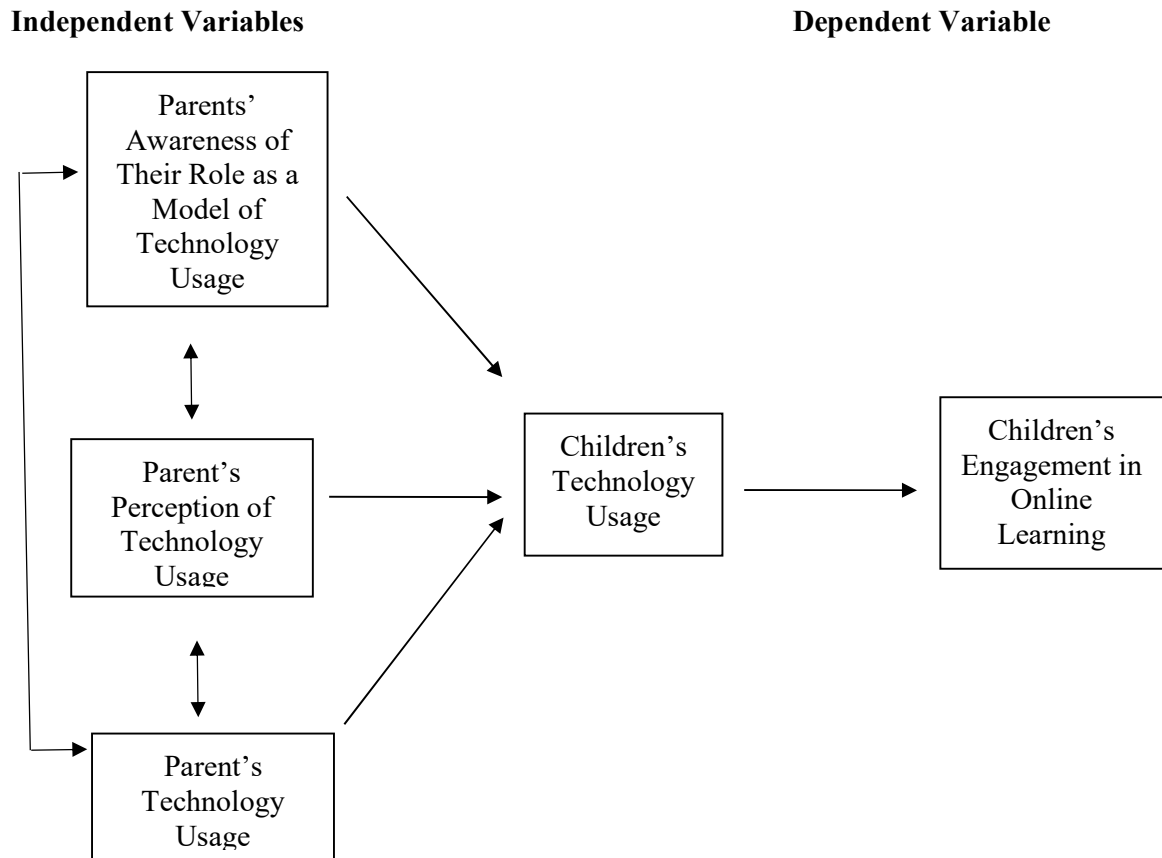 Independent Variables
Dependent Variable
Parents’
Awareness of
Their Role as a
Model of
Technology
Usage
Parent’s
Perception of
Technology
Usage
Parent’s
Technology
Usage
Children’s
Technology
Usage
Children’s
Engagement in
Online
Learning